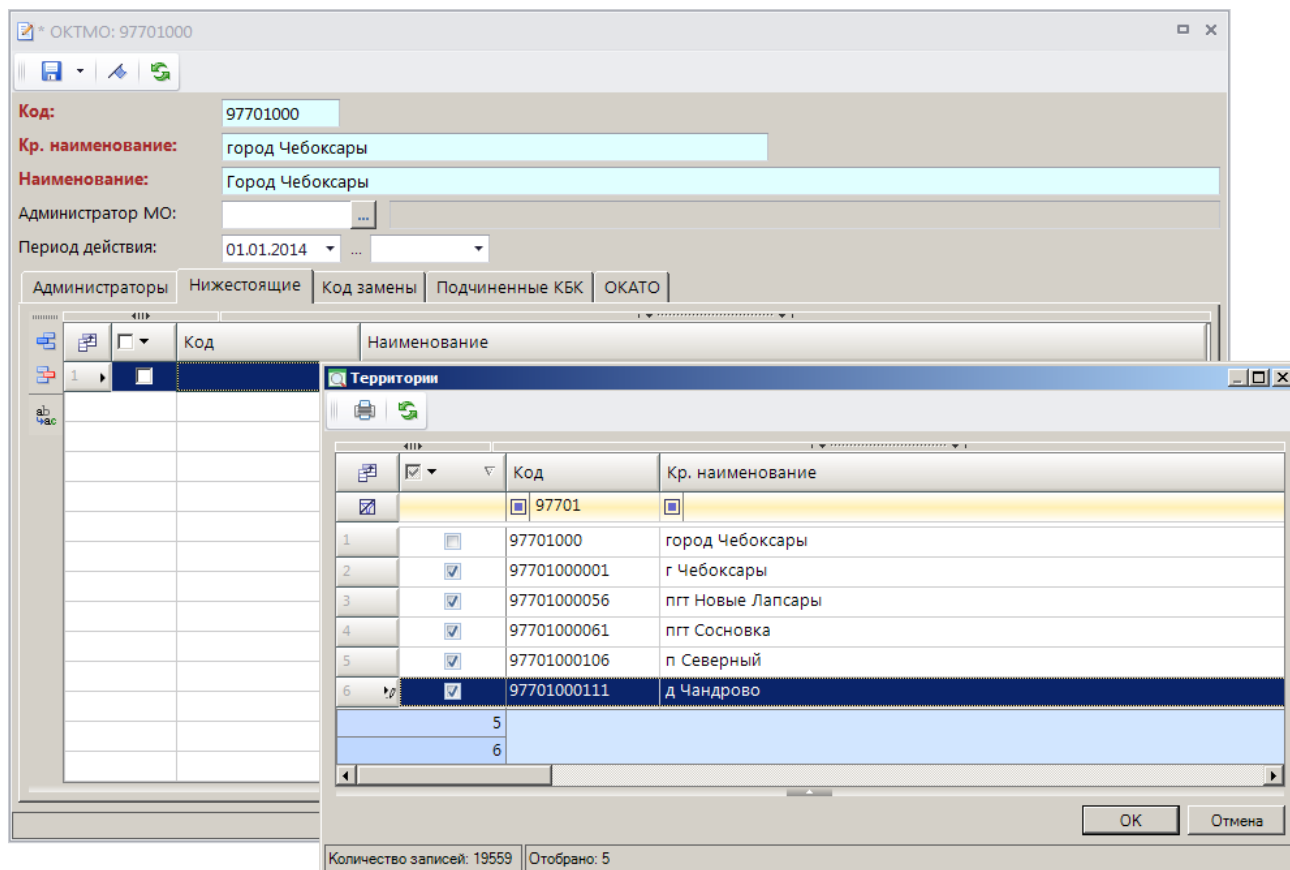 * ОКТМО: 97701000
Код: 97701000
Кр. наименование: город Чебоксары
Наименование: Город Чебоксары
Администратор МО: ...
Период действия: 01.01.2014 ...
Администраторы Нижестоящие Код замены Подчиненные КБК ОКАТО
Код Наименование
1
Территории
Код Кр. наименование
97701
1 97701000 город Чебоксары
2 97701000001 г Чебоксары
3 97701000056 пгт Новые Лапсары
4 97701000061 пгт Сосновка
5 97701000106 п Северный
6 97701000111 д Чандрово
5
6
ОК Отмена
Количество записей: 19559 Отобрано: 5